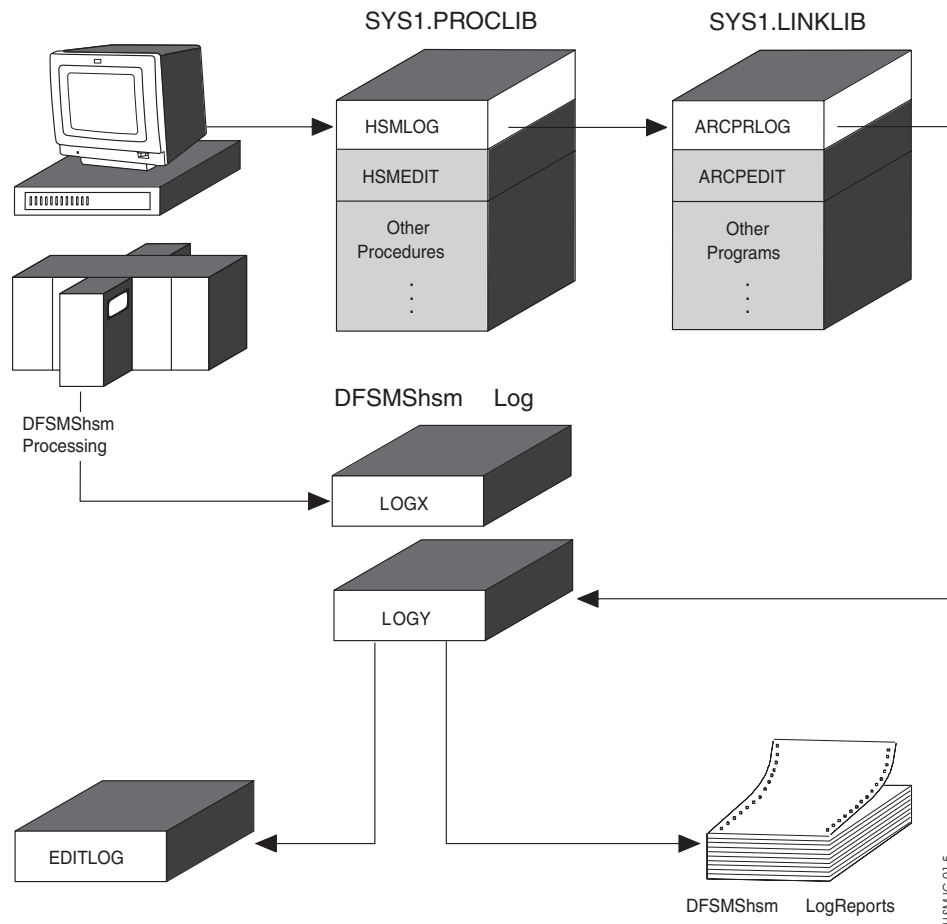 SYS1.PROCLIB
SYS1.LINKLIB
HSMLOG
ARCPRLOG
HSMEDIT
ARCPEDIT
Other
Procedures
.
.
.
Other
Programs
.
.
.
DFSMShsm
Processing
DFSMShsm Log
LOGX
LOGY
EDITLOG
DFSMShsm LogReports